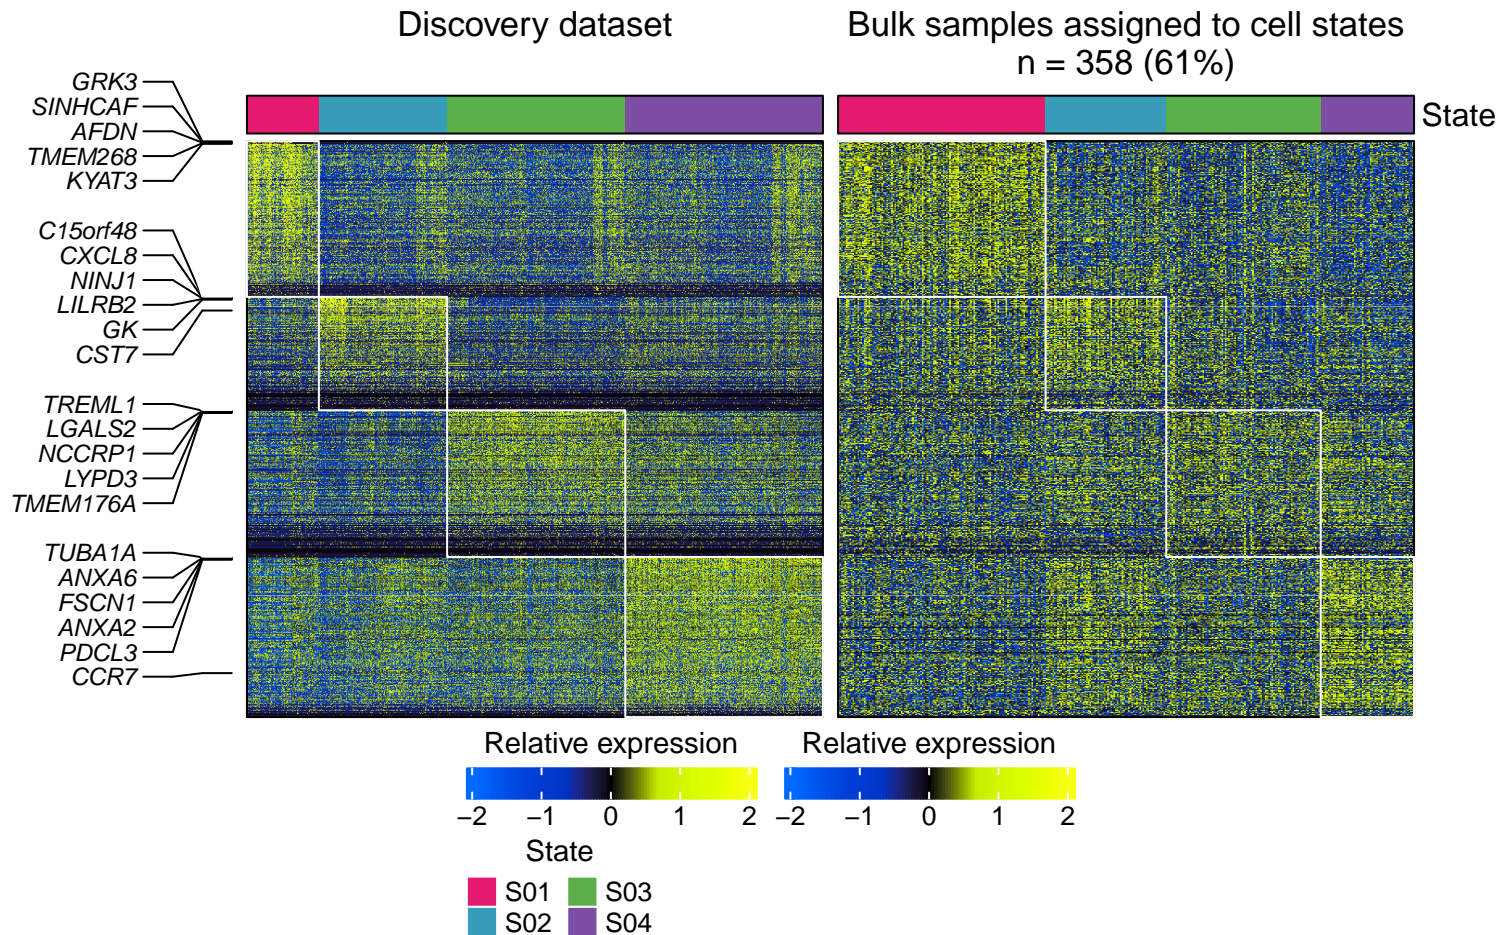 Discovery dataset
Bulk samples assigned to cell states
n = 358 (61%)
State
GRK3
SINHCAF
AFDN
TMEM268
KYAT3
C15orf48
CXCL8
NINJ1
LILRB2
GK
CST7
TREML1
LGALS2
NCCRP1
LYPD3
TMEM176A
TUBA1A
ANXA6
FSCN1
ANXA2
PDCL3
CCR7
Relative expression
−2 −1 0 1 2
Relative expression
−2 −1 0 1 2
State
S01 S03
S02 S04